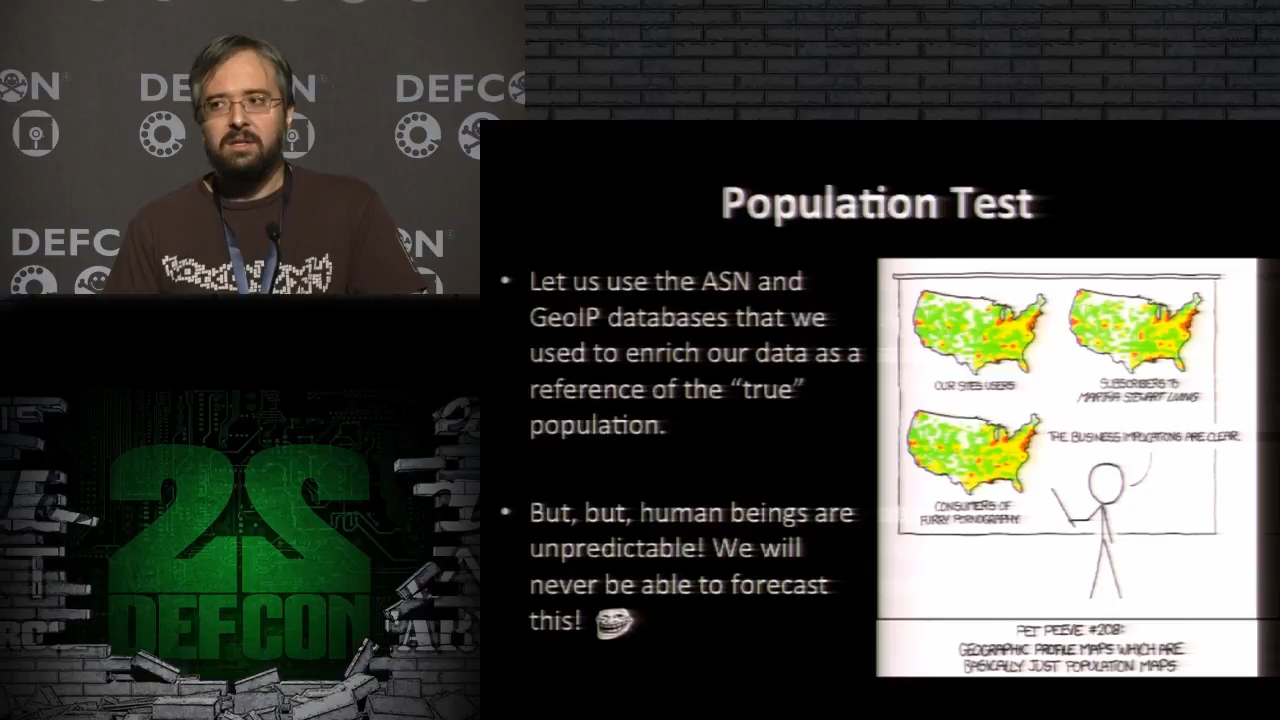 DEFCON
DEFC
DEFC
Population Test
• Let us use the ASN and
GeoIP databases that we
used to enrich our data as a
reference of the “true”
population.
• But, but, human beings are
unpredictable! We will
never be able to forecast
this!
OUR SITE'S USERS
SUBSCRIBERS TO
MARTHA STEWART LIVING
CONSUMERS OF
FURRY PORNOGRAPHY
THE BUSINESS IMPLICATIONS ARE CLEAR.
PET PEEVE #208:
GEOGRAPHIC PROFILE MAPS WHICH ARE
BASICALLY JUST POPULATION MAPS
22
DEFCON